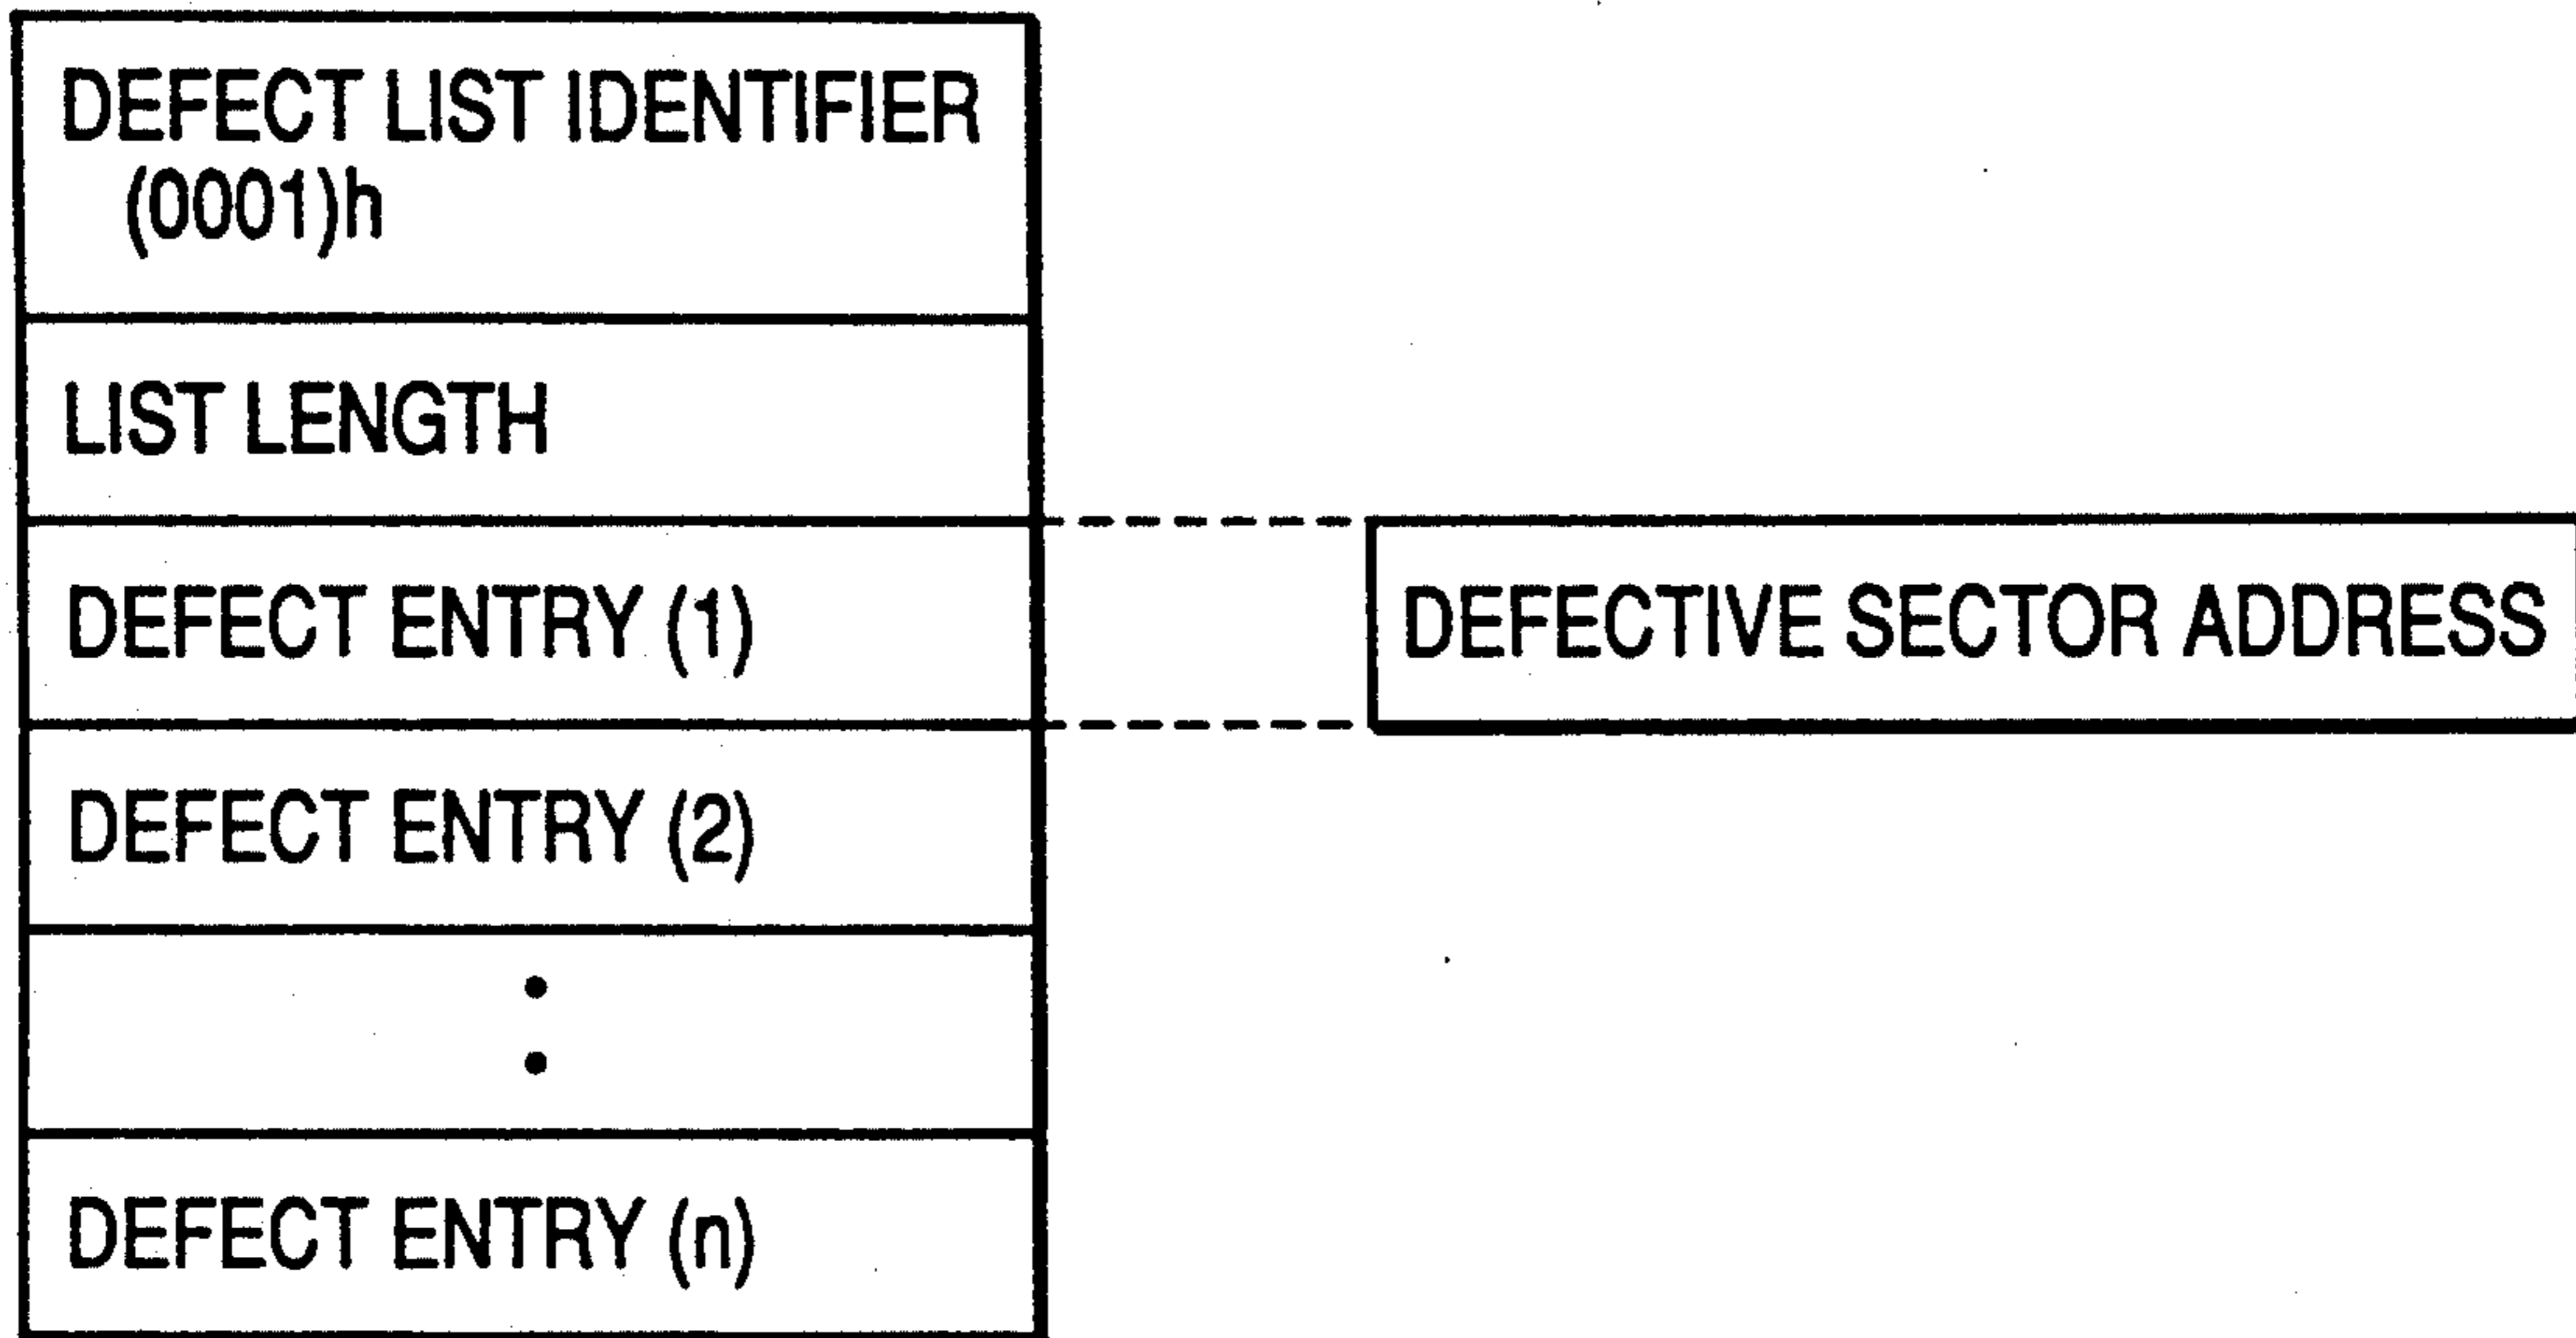 DEFECT LIST IDENTIFIER
(0001)h
LIST LENGTH
DEFECT ENTRY (1)
DEFECTIVE SECTOR ADDRESS
DEFECT ENTRY (2)
DEFECT ENTRY (n)